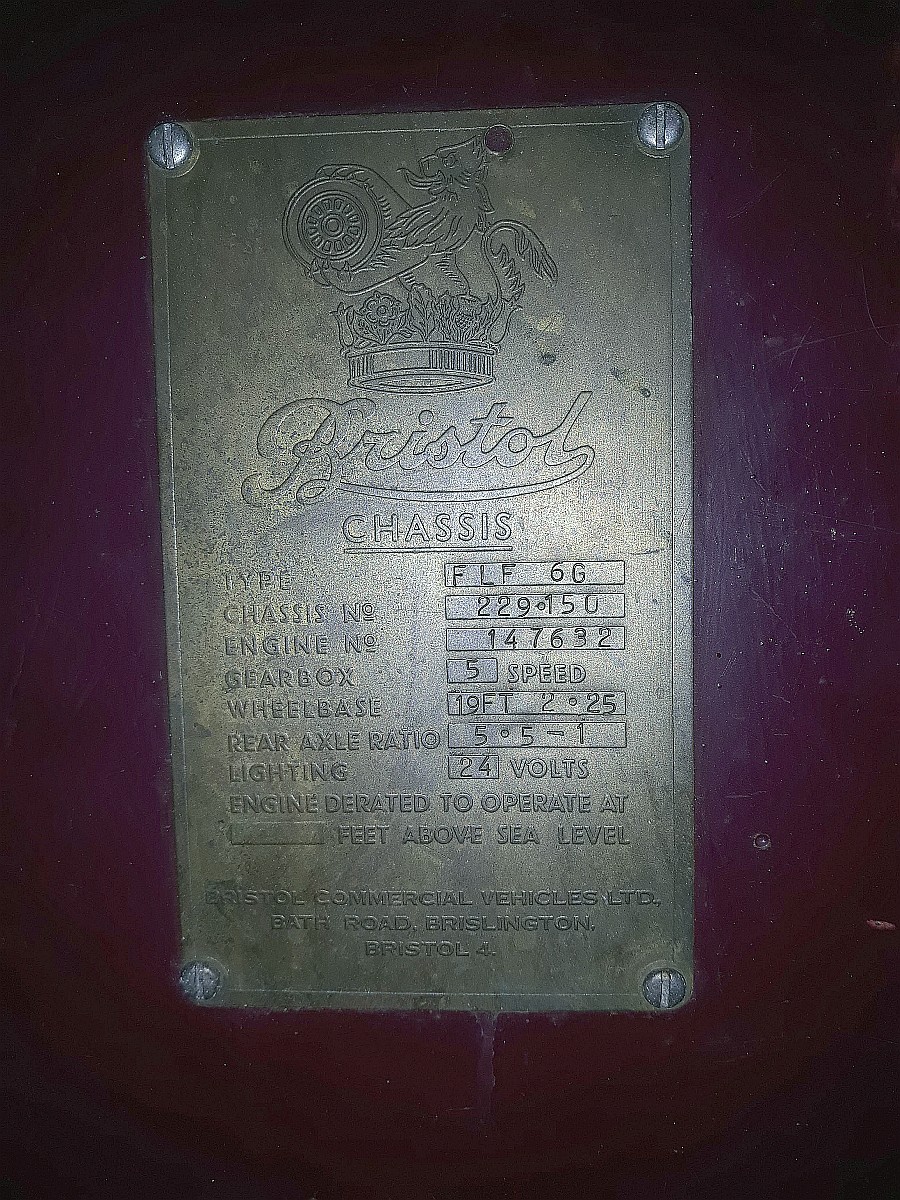 Bristol
CHASSIS
TYPE FLF 6G
CHASSIS Nº 229·150
ENGINE Nº 147632
GEARBOX 5 SPEED
WHEELBASE 19FT 2·25
REAR AXLE RATIO 5·5-1
LIGHTING 24 VOLTS
ENGINE DERATED TO OPERATE AT
FEET ABOVE SEA LEVEL
BRISTOL COMMERCIAL VEHICLES LTD.,
BATH ROAD, BRISLINGTON,
BRISTOL 4.